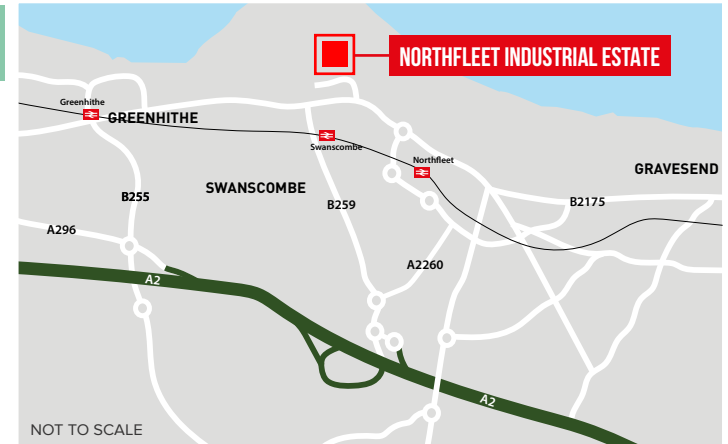 NORTHFLEET INDUSTRIAL ESTATE
Greenhithe
GREENHITHE
Swanscombe
Northfleet
GRAVESEND
SWANSCOMBE
B255
B259
B2175
A296
A2260
A2
A2
NOT TO SCALE